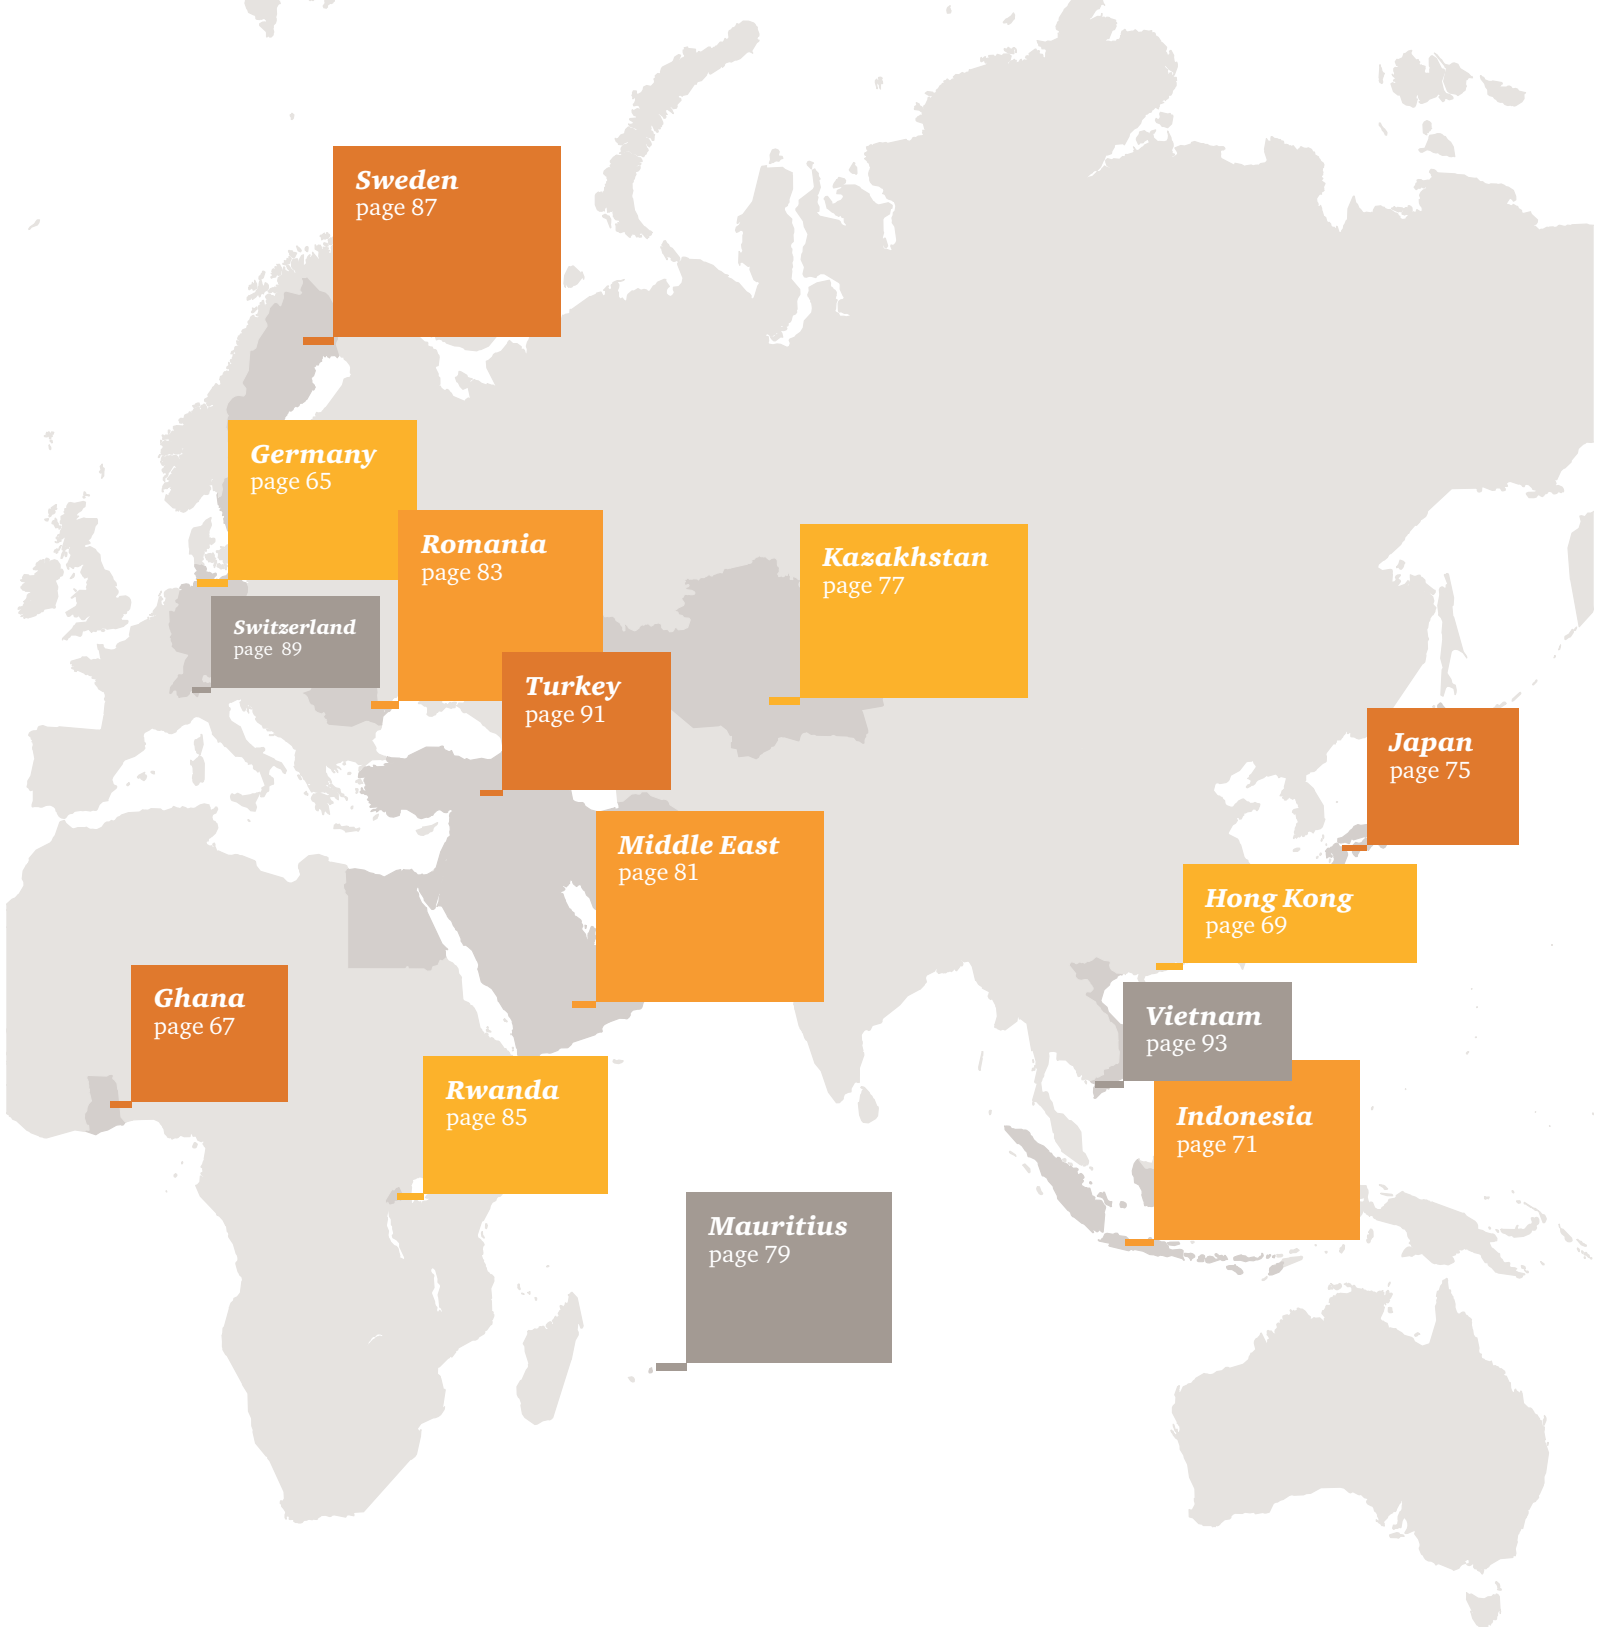 Sweden
page 87
Germany
page 65
Romania
page 83
Kazakhstan
page 77
Switzerland
page 89
Turkey
page 91
Japan
page 75
Middle East
page 81
Hong Kong
page 69
Ghana
page 67
Vietnam
page 93
Rwanda
page 85
Indonesia
page 71
Mauritius
page 79